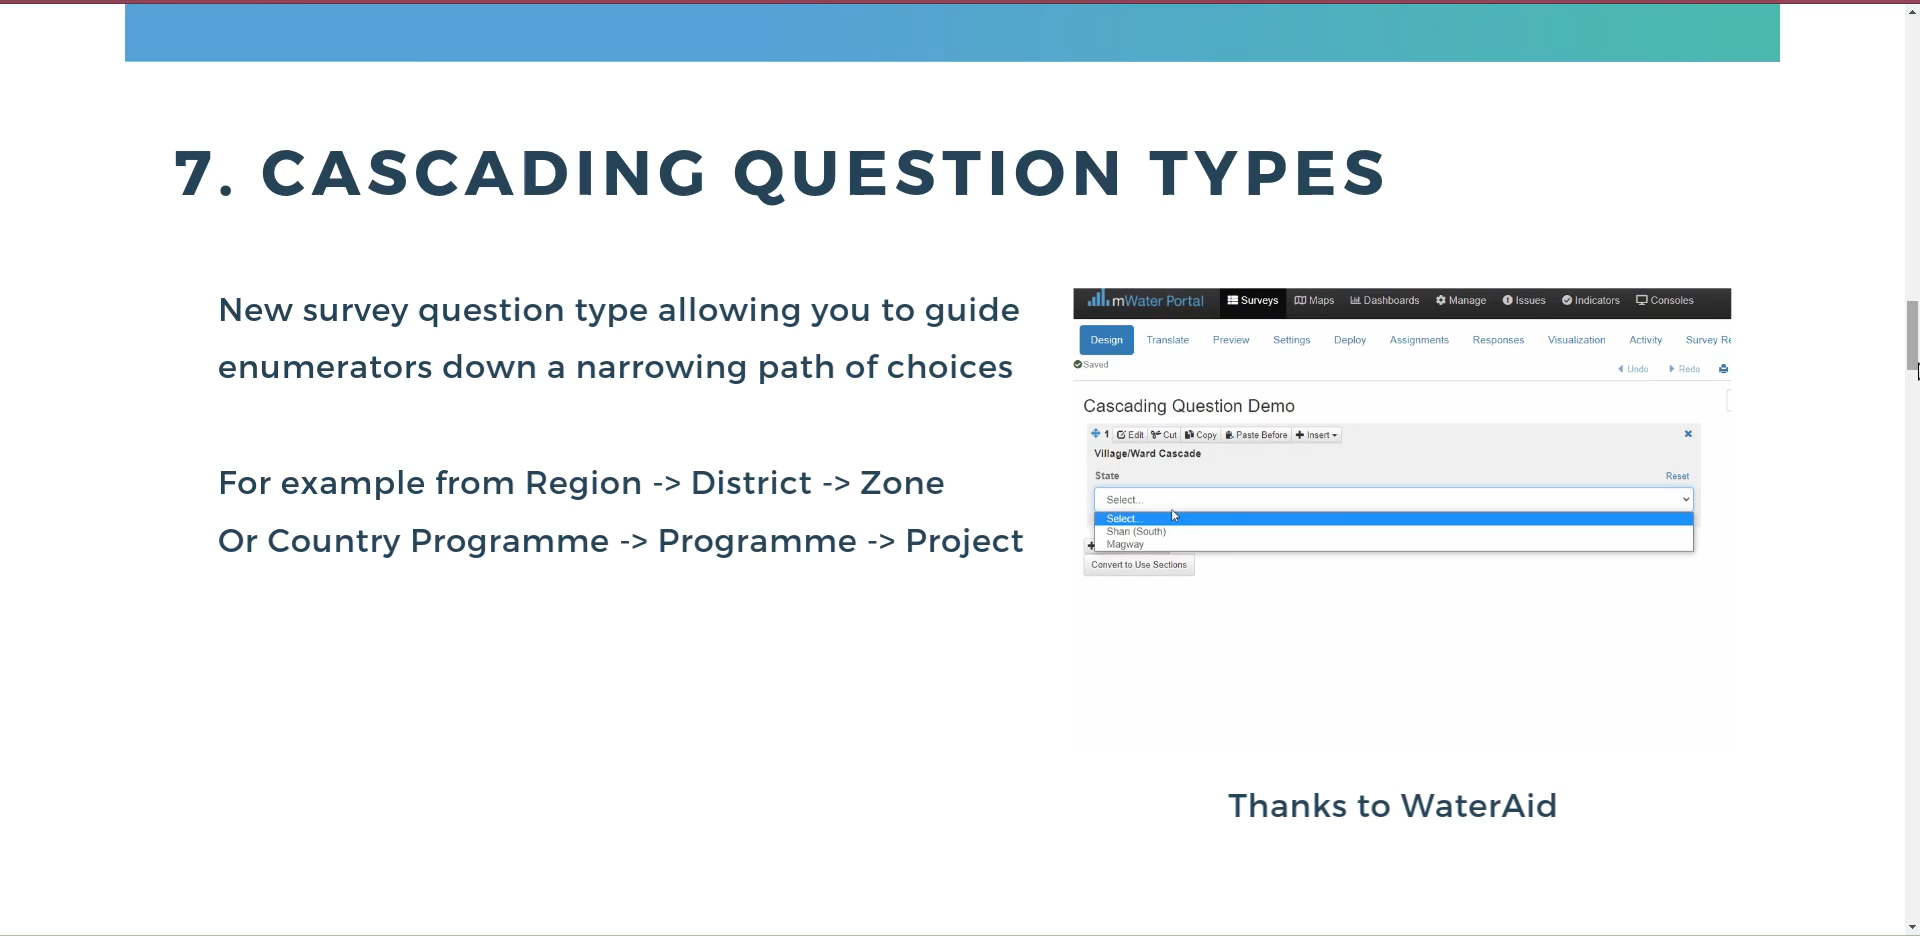 7. CASCADING QUESTION TYPES
New survey question type allowing you to guide
enumerators down a narrowing path of choices
For example from Region -> District -> Zone
Or Country Programme -> Programme -> Project
mWater Portal Surveys Maps Dashboards Manage Issues Indicators Consoles
Design Translate Preview Settings Deploy Assignments Responses Visualization Activity Survey Re
Saved
Undo Redo
Cascading Question Demo
1 Edit Cut Copy Paste Before Insert
Village/Ward Cascade
State Reset
Select...
Select...
Shan (South)
Magway
Convert to Use Sections
Thanks to WaterAid